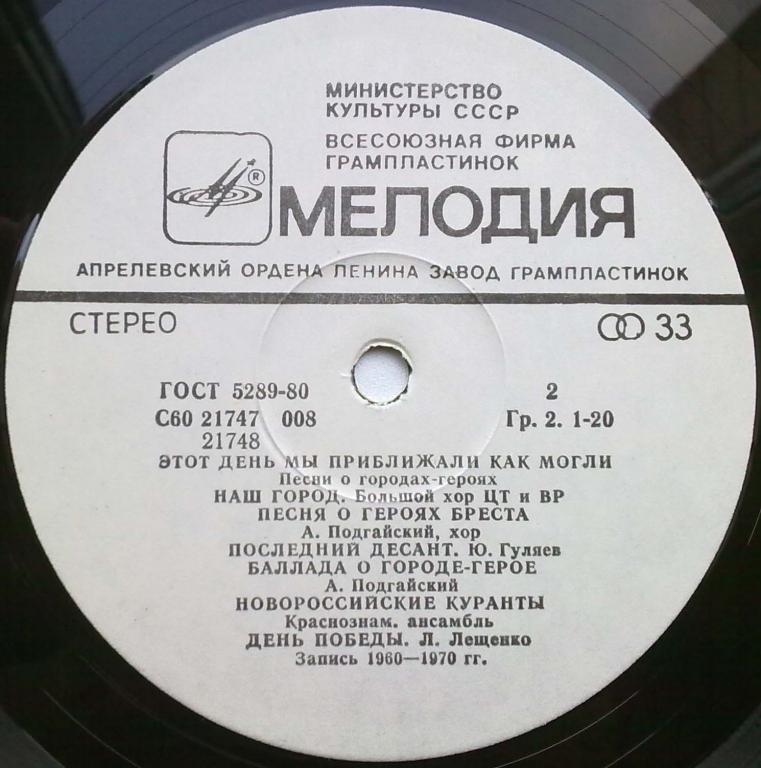 МИНИСТЕРСТВО
КУЛЬТУРЫ СССР
ВСЕСОЮЗНАЯ ФИРМА
ГРАМПЛАСТИНОК
®
МЕЛОДИЯ
АПРЕЛЕВСКИЙ ОРДЕНА ЛЕНИНА ЗАВОД ГРАМПЛАСТИНОК
СТЕРЕО 33
ГОСТ 5289-80 2
С60 21747 008 Гр. 2. 1-20
21748
ЭТОТ ДЕНЬ МЫ ПРИБЛИЖАЛИ КАК МОГЛИ
Песни о городах-героях
НАШ ГОРОД. Большой хор ЦТ и ВР
ПЕСНЯ О ГЕРОЯХ БРЕСТА
А. Подгайский, хор
ПОСЛЕДНИЙ ДЕСАНТ. Ю. Гуляев
БАЛЛАДА О ГОРОДЕ-ГЕРОЕ
А. Подгайский
НОВОРОССИЙСКИЕ КУРАНТЫ
Краснознам. ансамбль
ДЕНЬ ПОБЕДЫ. Л. Лещенко
Запись 1960—1970 гг.